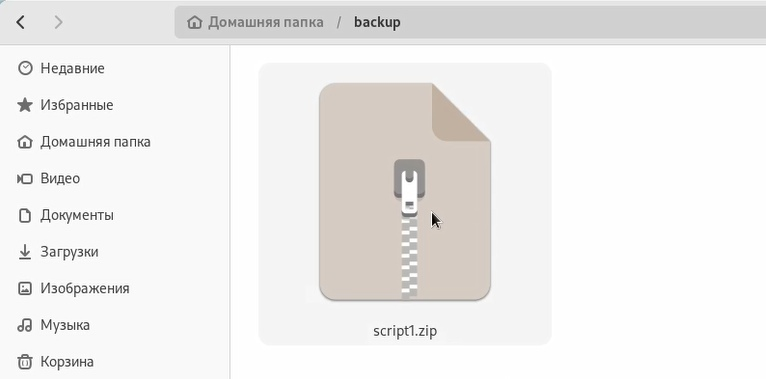 Домашняя папка / backup
Недавние
Избранные
Домашняя папка
Видео
Документы
Загрузки
Изображения
Музыка
Корзина
script1.zip